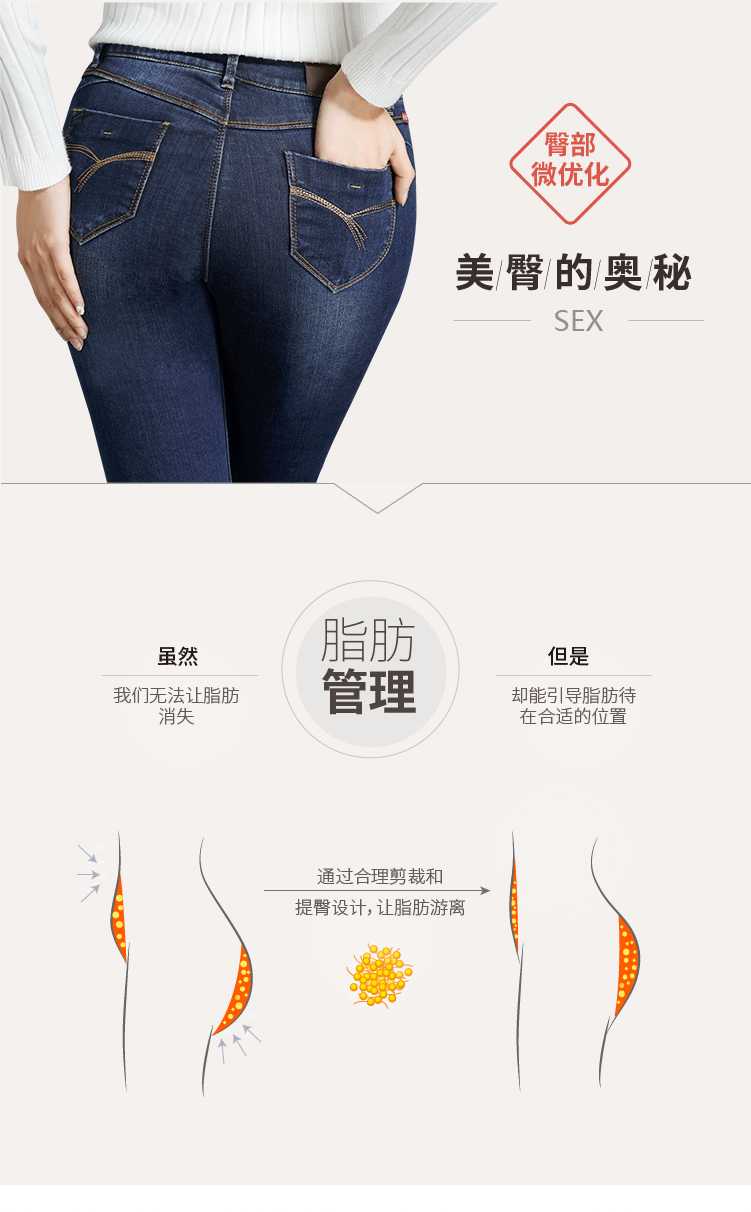 臀部
微优化
美/臀/的/奥/秘
SEX
脂肪
管理
虽然
我们无法让脂肪
消失
但是
却能引导脂肪待
在合适的位置
通过合理剪裁和
提臀设计，让脂肪游离